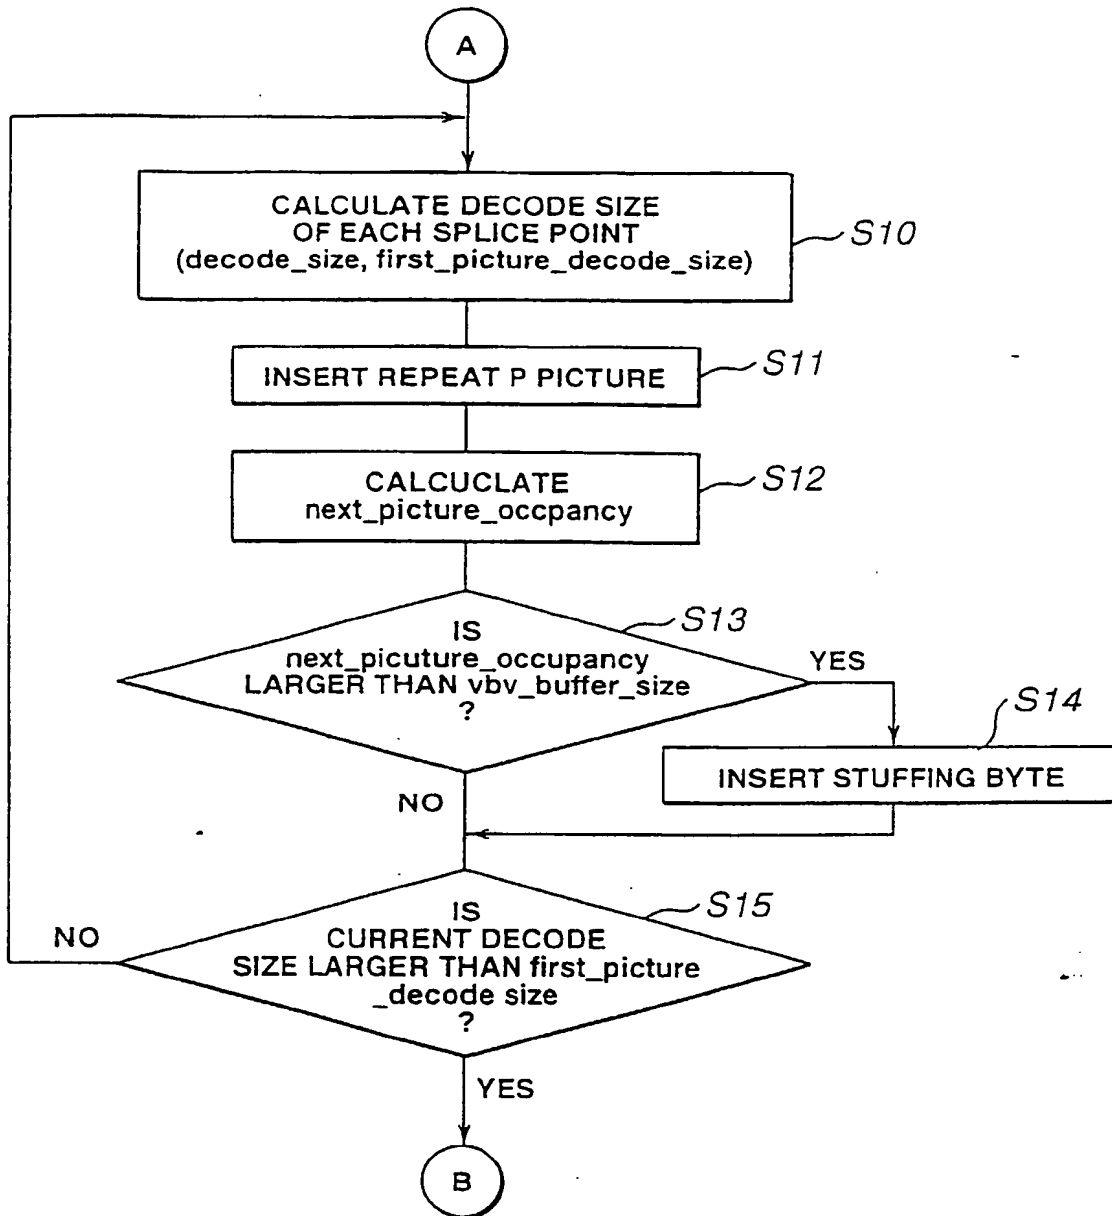 A
CALCULATE DECODE SIZE
OF EACH SPLICE POINT
(decode_size, first_picture_decode_size)
S10
INSERT REPEAT P PICTURE
S11
CALCUCLATE
next_picture_occpancy
S12
IS
next_picuture_occupancy
LARGER THAN vbv_buffer_size
?
S13
YES
S14
INSERT STUFFING BYTE
NO
IS
CURRENT DECODE
SIZE LARGER THAN first_picture
_decode size
?
S15
NO
YES
B